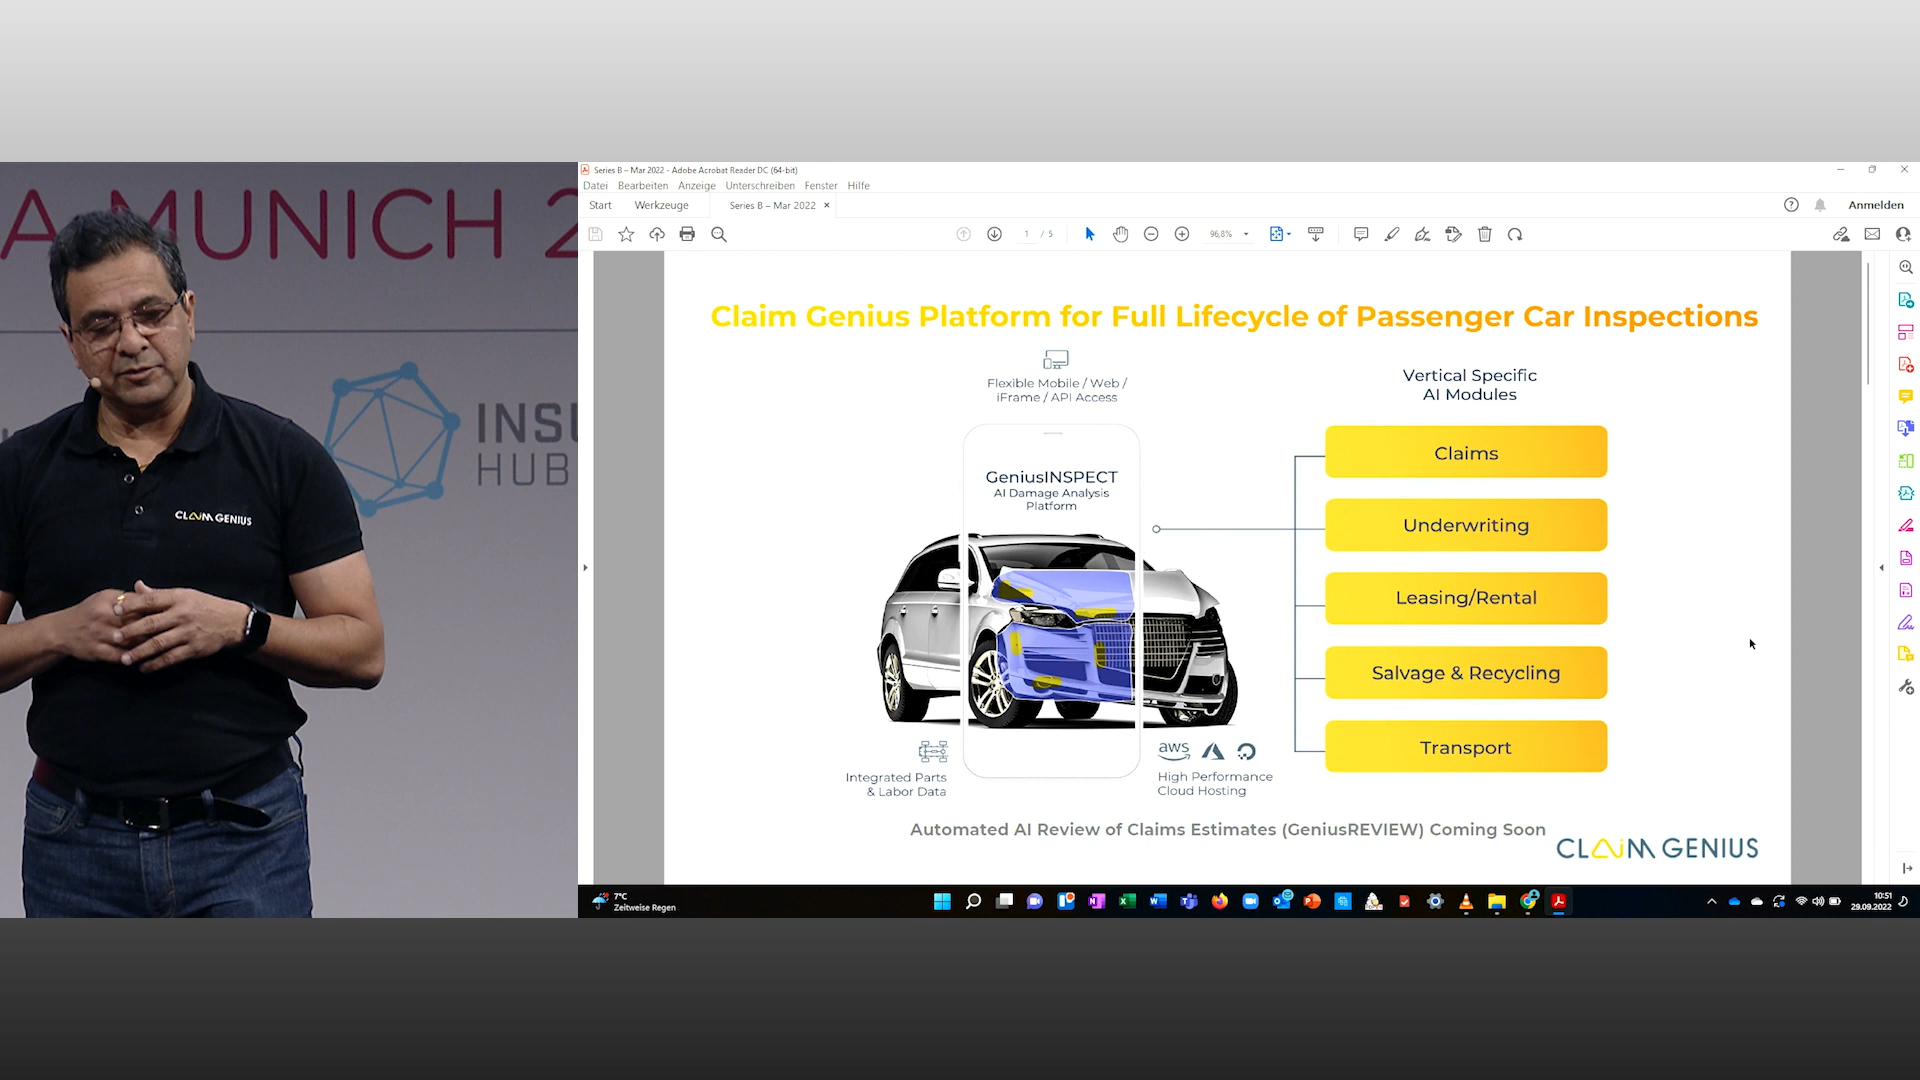 A MUNICH 2
INSU
HUB
CLAIM GENIUS
Series B – Mar 2022 - Adobe Acrobat Reader DC (64-bit)
Datei Bearbeiten Anzeige Unterschreiben Fenster Hilfe
Start Werkzeuge Series B – Mar 2022 × Anmelden
1 / 5 96,8%
Claim Genius Platform for Full Lifecycle of Passenger Car Inspections
Flexible Mobile / Web /
iFrame / API Access
Vertical Specific
AI Modules
GeniusINSPECT
AI Damage Analysis
Platform
Claims
Underwriting
Leasing/Rental
Salvage & Recycling
Transport
Integrated Parts
& Labor Data
aws
High Performance
Cloud Hosting
Automated AI Review of Claims Estimates (GeniusREVIEW) Coming Soon
CLAiM GENIUS
7°C
Zeitweise Regen
10:51
29.09.2022